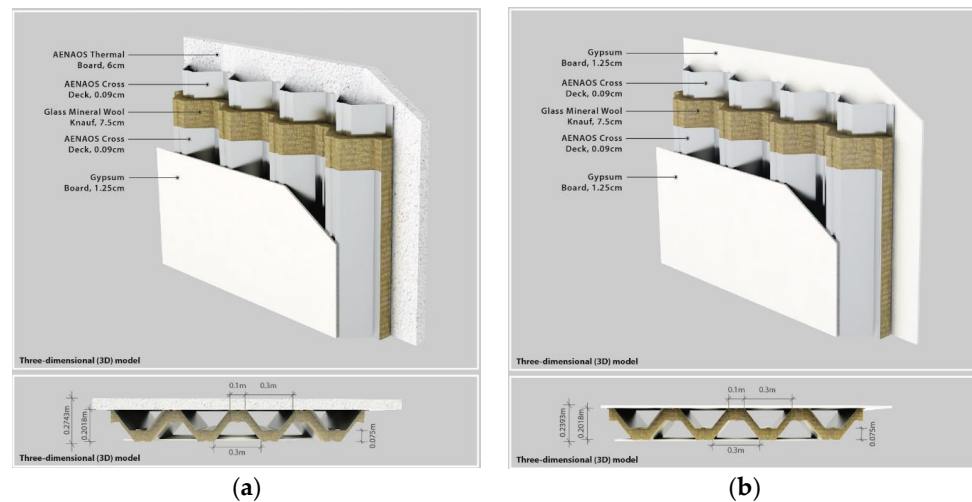 AENAOS Thermal
Board, 6cm
AENAOS Cross
Deck, 0.09cm
Glass Mineral Wool
Knauf, 7.5cm
AENAOS Cross
Deck, 0.09cm
Gypsum
Board, 1.25cm
Three-dimensional (3D) model
0.1m 0.3m
0.2743m
0.2018m
0.075m
0.3m
Three-dimensional (3D) model
(a)
Gypsum
Board, 1.25cm
AENAOS Cross
Deck, 0.09cm
Glass Mineral Wool
Knauf, 7.5cm
AENAOS Cross
Deck, 0.09cm
Gypsum
Board, 1.25cm
Three-dimensional (3D) model
0.1m 0.3m
0.2393m
0.2018m
0.075m
0.3m
Three-dimensional (3D) model
(b)